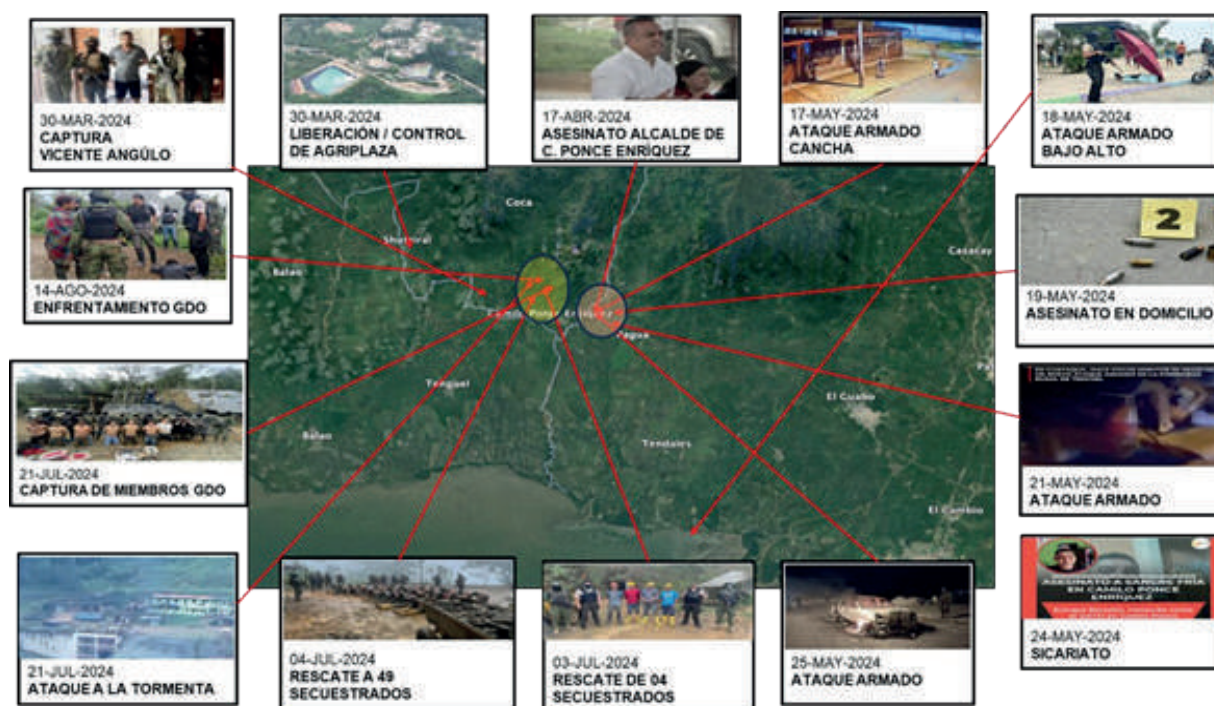 30-MAR-2024
CAPTURA
VICENTE ANGÚLO
30-MAR-2024
LIBERACIÓN / CONTROL
DE AGRIPLAZA
17-ABR-2024
ASESINATO ALCALDE DE
C. PONCE ENRÍQUEZ
17-MAY-2024
ATAQUE ARMADO
CANCHA
18-MAY-2024
ATAQUE ARMADO
BAJO ALTO
14-AGO-2024
ENFRENTAMIENTO GDO
2
19-MAY-2024
ASESINATO EN DOMICILIO
21-JUL-2024
CAPTURA DE MIEMBROS GDO
21-MAY-2024
ATAQUE ARMADO
21-JUL-2024
ATAQUE A LA TORMENTA
04-JUL-2024
RESCATE A 49
SECUESTRADOS
03-JUL-2024
RESCATE DE 04
SECUESTRADOS
25-MAY-2024
ATAQUE ARMADO
ASESINATO A SANGRE FRÍA
EN CAMILO PONCE
ENRÍQUEZ
24-MAY-2024
SICARIATO
Coca
Shumiral
Balao
Casacay
Camilo Ponce Enríquez
Pagua
Tenguel
El Guabo
Balao
Tendales
El Cambio